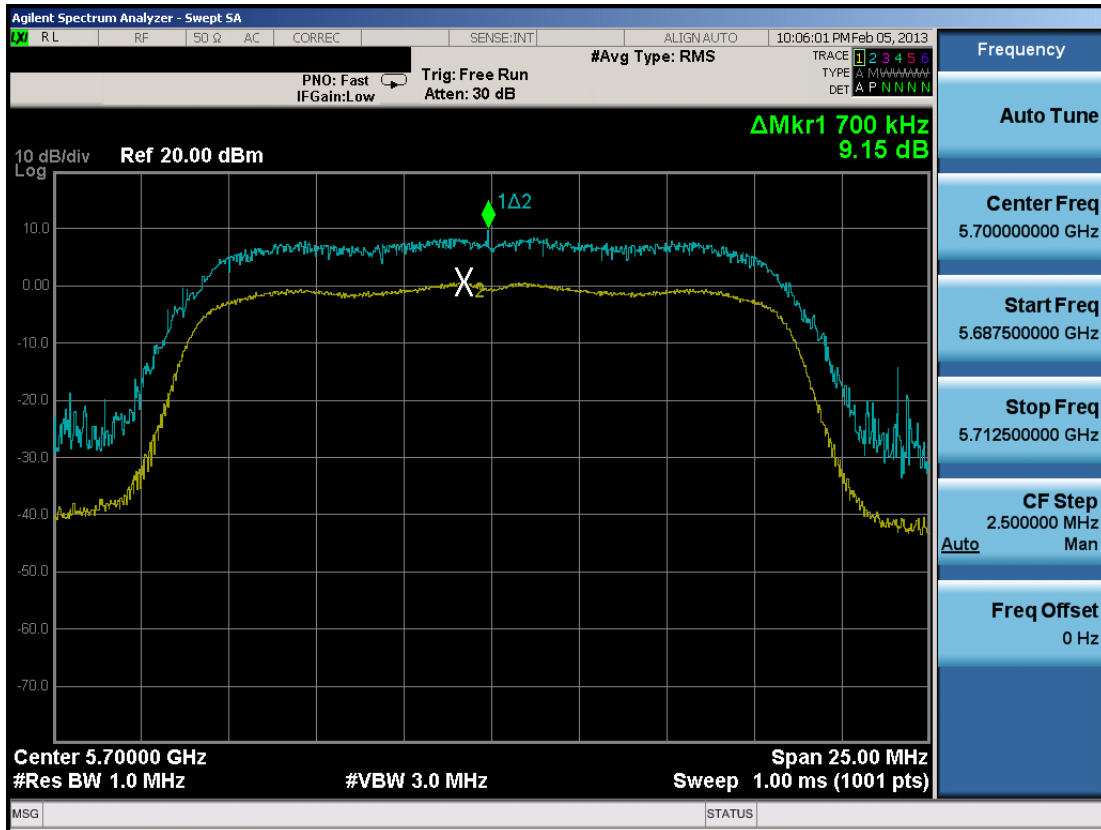 Agilent Spectrum Analyzer - Swept SA
LXI RL RF 50 Ω AC CORREC SENSE:INT ALIGNAUTO 10:06:01 PMFeb 05, 2013
#Avg Type: RMS
TRACE 1 2 3 4 5 6
TYPE A MWWWWW
DET A P N N N N
PNO: Fast
IFGain:Low
Trig: Free Run
Atten: 30 dB
ΔMkr1 700 kHz
9.15 dB
10 dB/div Ref 20.00 dBm
Log
1Δ2
10.0
0.00
X2
-10.0
-20.0
-30.0
-40.0
-50.0
-60.0
-70.0
Center 5.70000 GHz Span 25.00 MHz
#Res BW 1.0 MHz #VBW 3.0 MHz Sweep 1.00 ms (1001 pts)
MSG STATUS
Frequency
Auto Tune
Center Freq
5.700000000 GHz
Start Freq
5.687500000 GHz
Stop Freq
5.712500000 GHz
CF Step
2.500000 MHz
Auto Man
Freq Offset
0 Hz